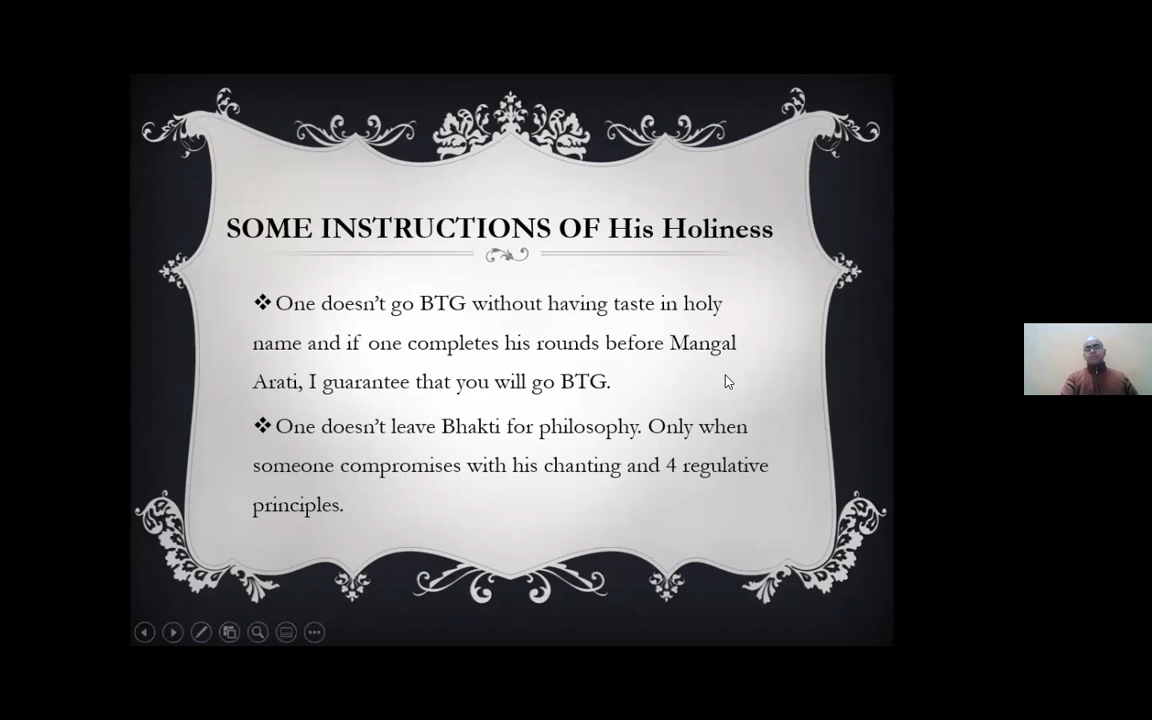 SOME INSTRUCTIONS OF His Holiness
❖One doesn't go BTG without having taste in holy
name and if one completes his rounds before Mangal
Arati, I guarantee that you will go BTG.
❖One doesn't leave Bhakti for philosophy. Only when
someone compromises with his chanting and 4 regulative
principles.